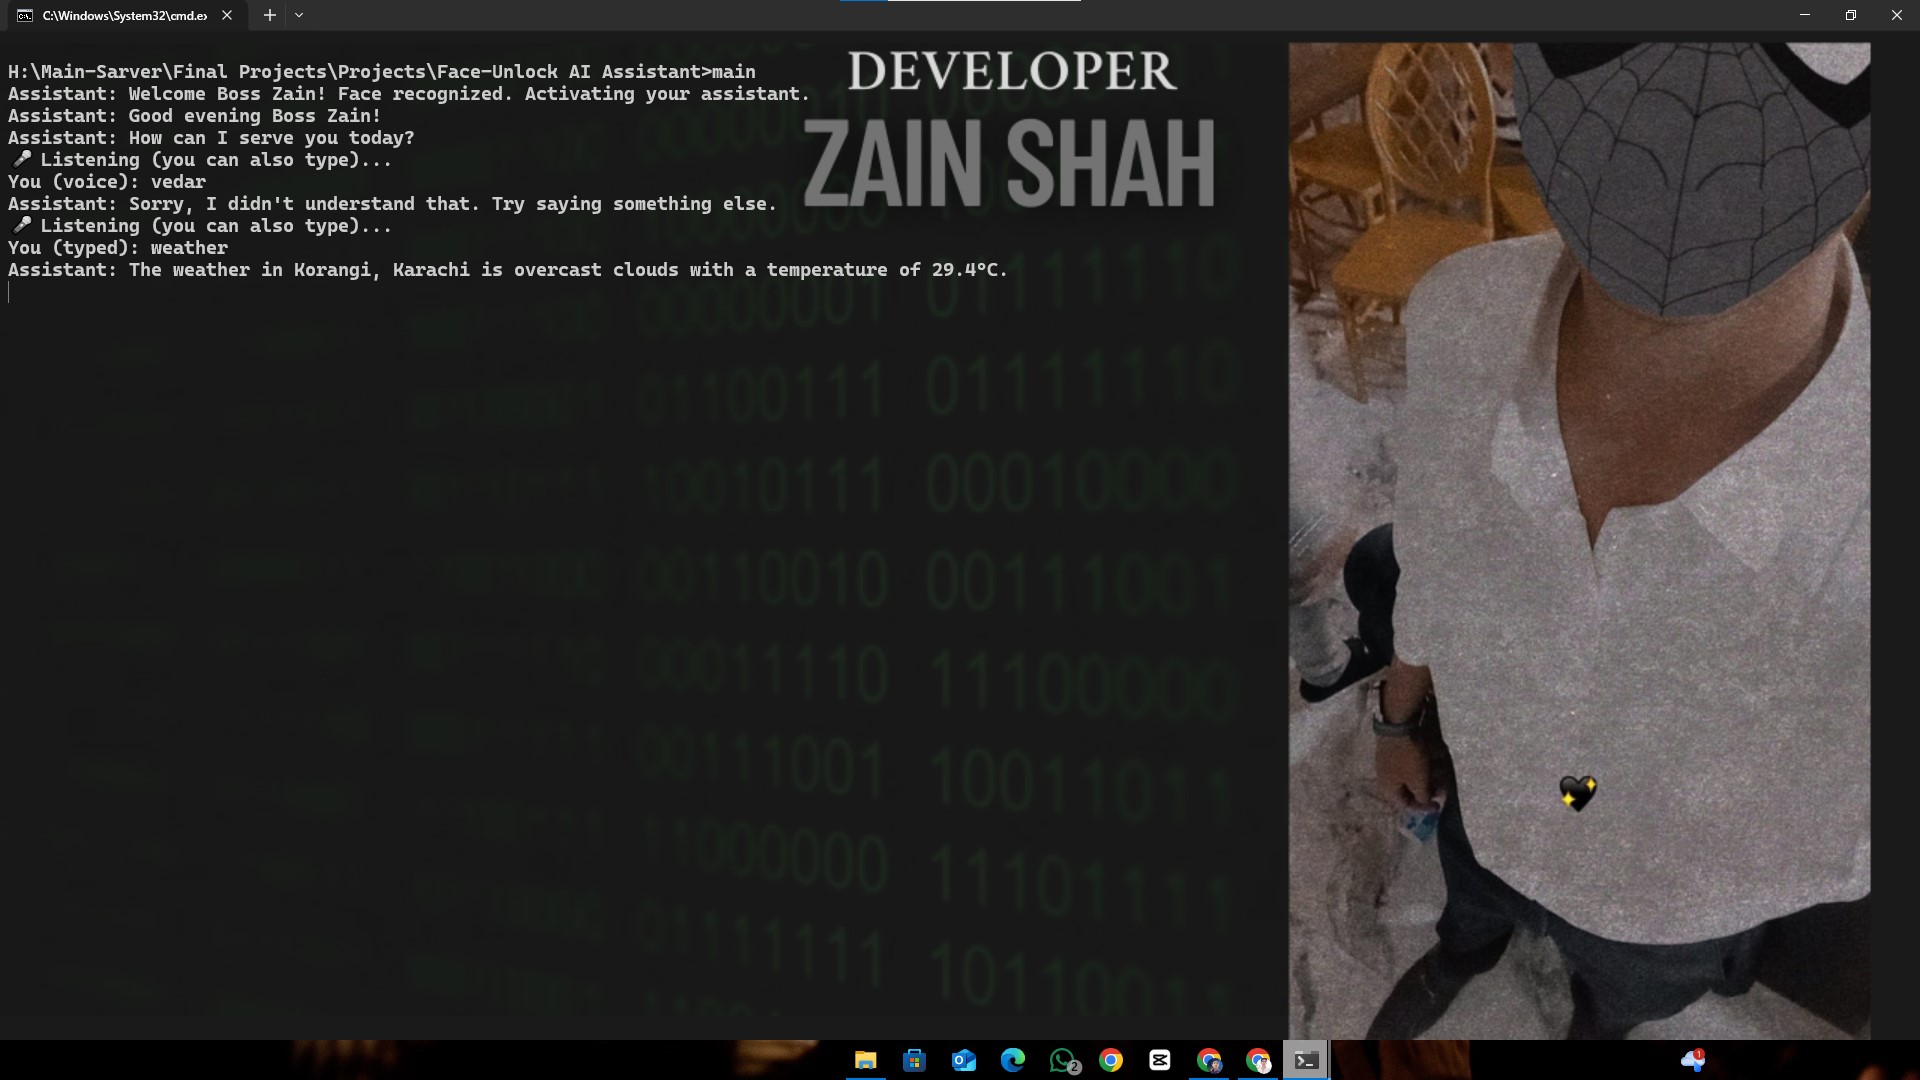 C:\Windows\System32\cmd.ex
H:\Main-Sarver\Final Projects\Projects\Face-Unlock AI Assistant>main
Assistant: Welcome Boss Zain! Face recognized. Activating your assistant.
Assistant: Good evening Boss Zain!
Assistant: How can I serve you today?
🎤 Listening (you can also type)...
You (voice): vedar
Assistant: Sorry, I didn't understand that. Try saying something else.
🎤 Listening (you can also type)...
You (typed): weather
Assistant: The weather in Korangi, Karachi is overcast clouds with a temperature of 29.4°C.
DEVELOPER
ZAIN SHAH
00000001 01111110
01100111 01111110
10010111 00010000
00110010 00111001
00011110 11100000
00111001 10011011
11000000 11101111
01111111 10110011
2
1